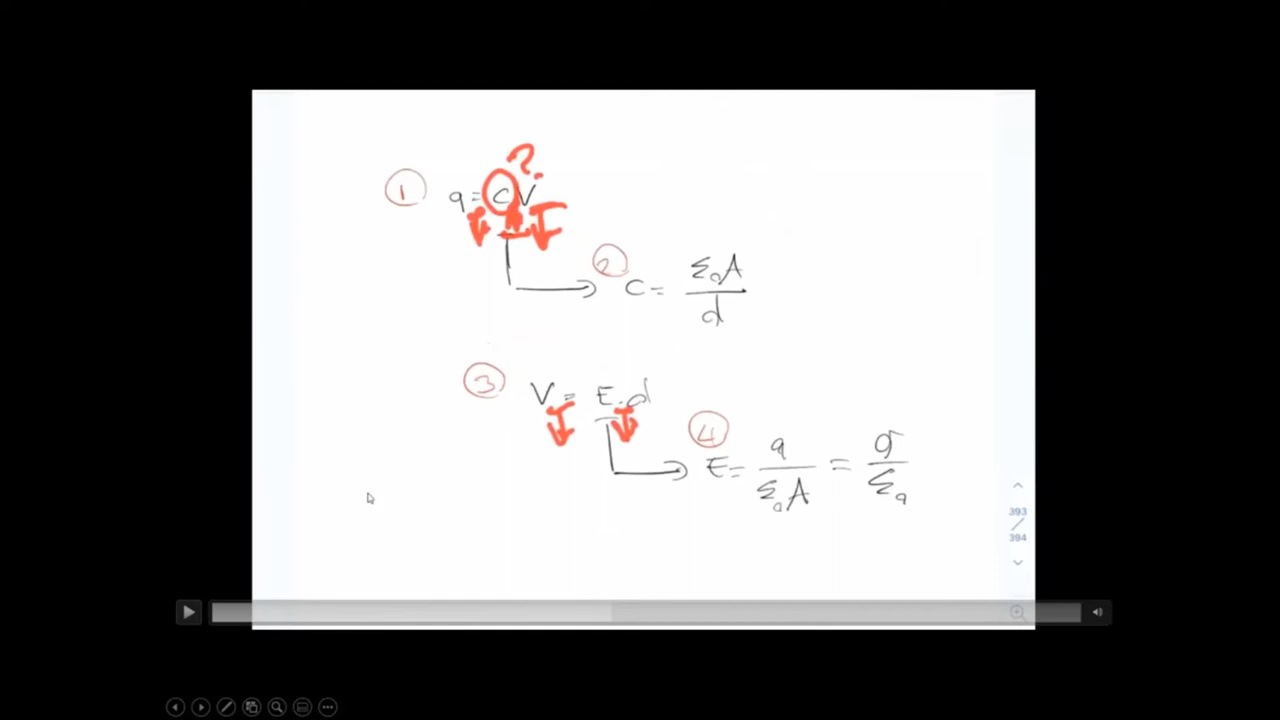 ?
① q = CV
② C = ε₀A / d
③ V = E.d
④ E = q / ε₀A = σ / ε₀
393
/
394